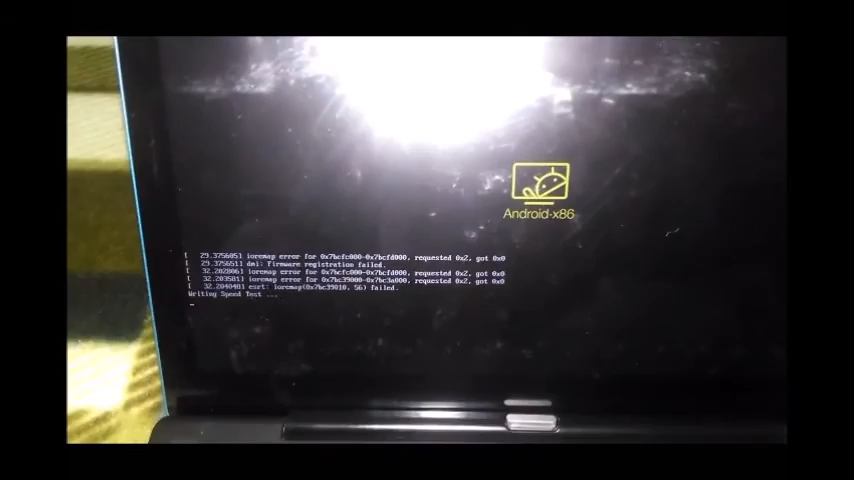 Android-x86
[   29.375605] ioremap error for 0x7bcfc000-0x7bcfd000, requested 0x2, got 0x0
[   29.375651] dmi: Firmware registration failed.
[   32.202806] ioremap error for 0x7bcfc000-0x7bcfd000, requested 0x2, got 0x0
[   32.203581] ioremap error for 0x7bc39000-0x7bc3a000, requested 0x2, got 0x0
[   32.204048] esrt: ioremap(0x7bc39010, 56) failed.
Writing Speed Test ...